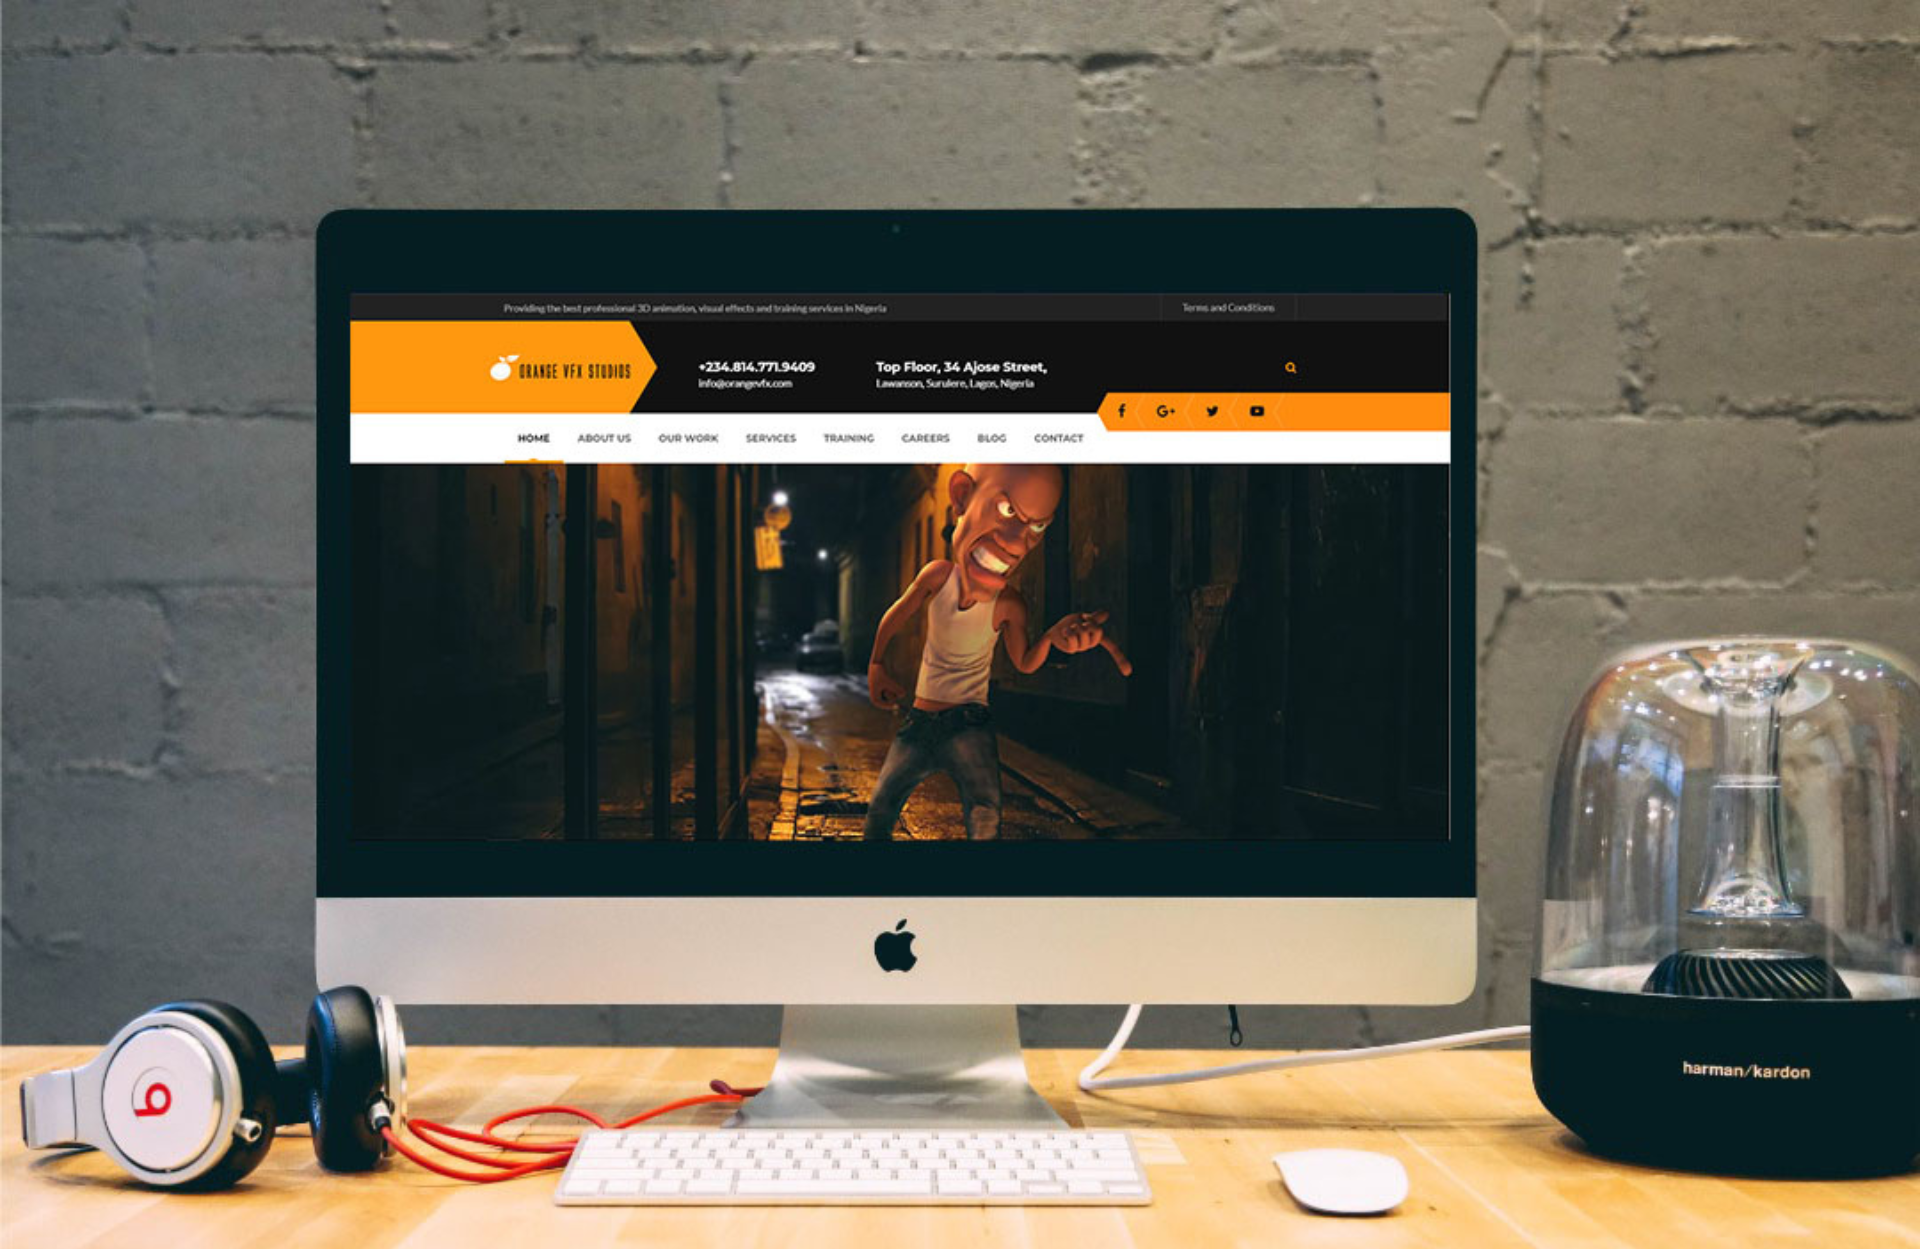 Providing the best professional 3D animation, visual effects and training services in Nigeria
Terms and Conditions
ORANGE VFX STUDIOS
+234.814.771.9409
info@orangevfx.com
Top Floor, 34 Ajose Street,
Lawanson, Surulere, Lagos, Nigeria
f G+
HOME ABOUT US OUR WORK SERVICES TRAINING CAREERS BLOG CONTACT
b
harman/kardon